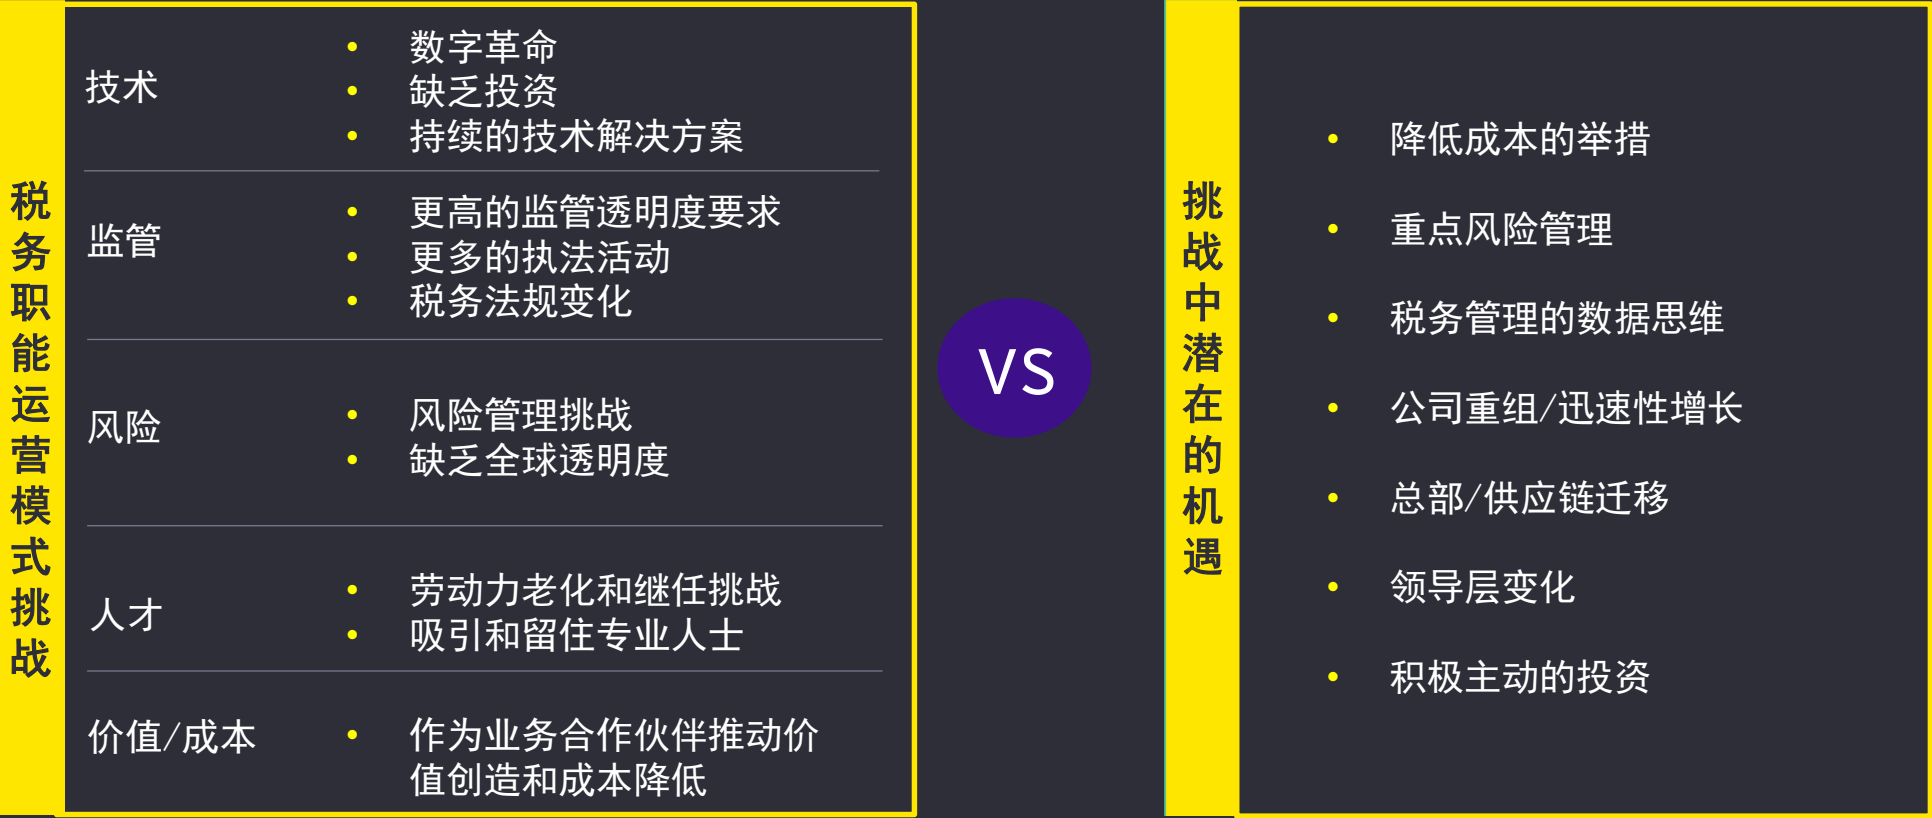 税务职能运营模式挑战
技术
• 数字革命
• 缺乏投资
• 持续的技术解决方案
监管
• 更高的监管透明度要求
• 更多的执法活动
• 税务法规变化
风险
• 风险管理挑战
• 缺乏全球透明度
人才
• 劳动力老化和继任挑战
• 吸引和留住专业人士
价值/成本
• 作为业务合作伙伴推动价
值创造和成本降低
VS
挑战中潜在的机遇
• 降低成本的举措
• 重点风险管理
• 税务管理的数据思维
• 公司重组/迅速性增长
• 总部/供应链迁移
• 领导层变化
• 积极主动的投资